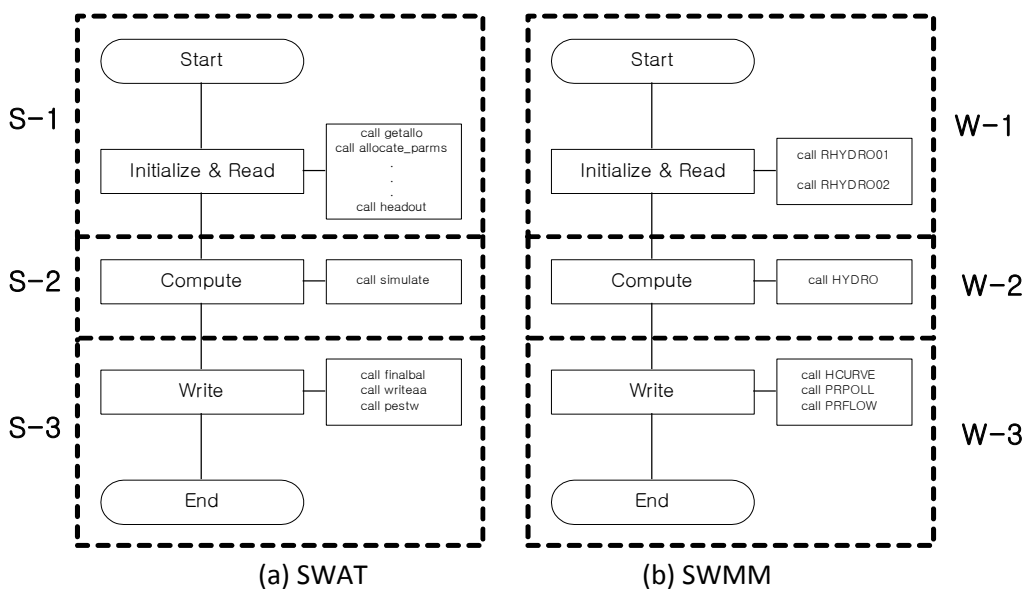 Start
S-1
Initialize & Read
call getallo
call allocate_parms
.
.
.
call headout
S-2
Compute
call simulate
Write
call finalbal
call writeaa
call pestw
S-3
End
(a) SWAT
Start
W-1
Initialize & Read
call RHYDRO01
call RHYDRO02
Compute
call HYDRO
W-2
Write
call HCURVE
call PRPOLL
call PRFLOW
W-3
End
(b) SWMM